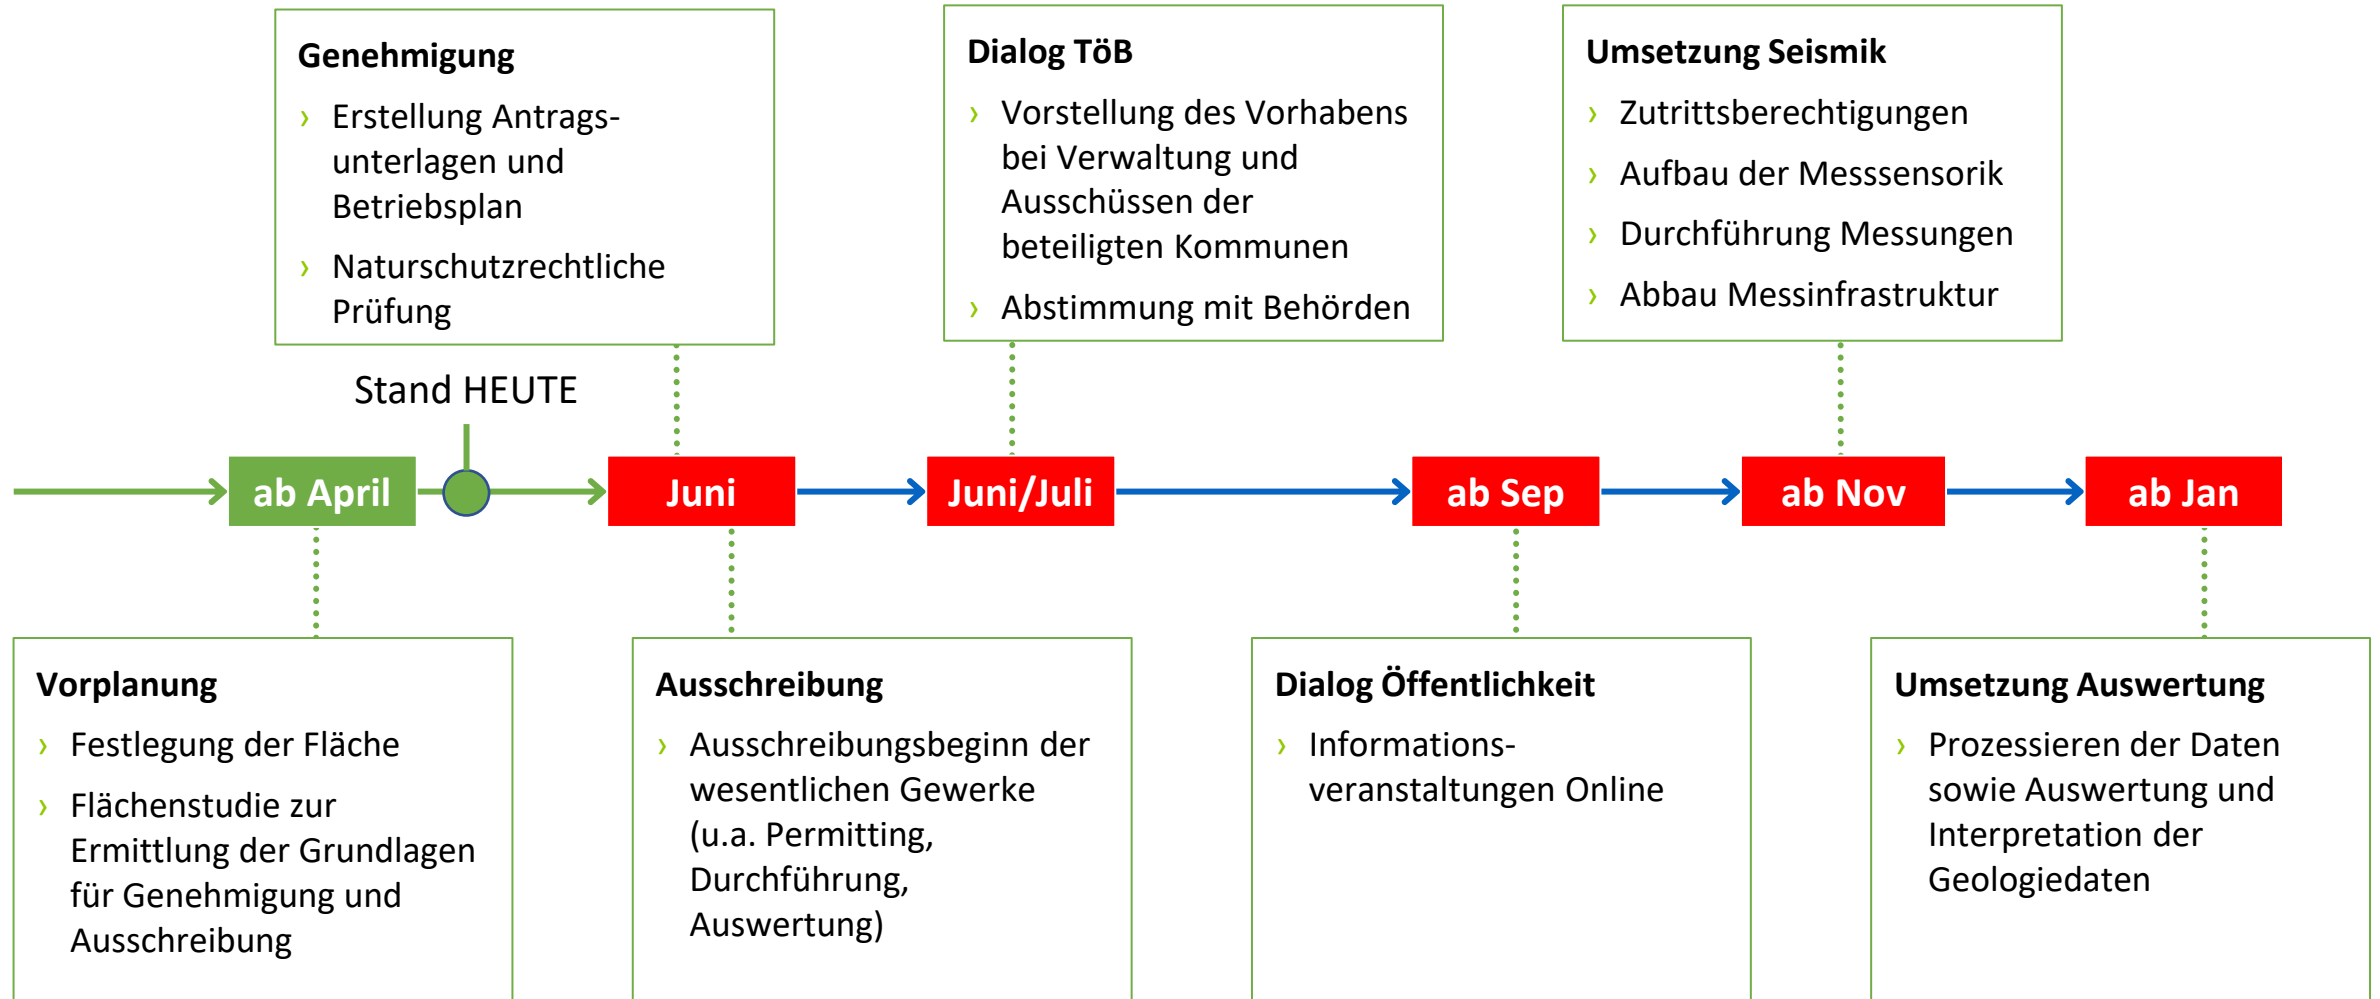 Genehmigung
› Erstellung Antrags-
unterlagen und
Betriebsplan
› Naturschutzrechtliche
Prüfung
Dialog TöB
› Vorstellung des Vorhabens
bei Verwaltung und
Ausschüssen der
beteiligten Kommunen
› Abstimmung mit Behörden
Umsetzung Seismik
› Zutrittsberechtigungen
› Aufbau der Messsensorik
› Durchführung Messungen
› Abbau Messinfrastruktur
Stand HEUTE
ab April
Juni
Juni/Juli
ab Sep
ab Nov
ab Jan
Vorplanung
› Festlegung der Fläche
› Flächenstudie zur
Ermittlung der Grundlagen
für Genehmigung und
Ausschreibung
Ausschreibung
› Ausschreibungsbeginn der
wesentlichen Gewerke
(u.a. Permitting,
Durchführung,
Auswertung)
Dialog Öffentlichkeit
› Informations-
veranstaltungen Online
Umsetzung Auswertung
› Prozessieren der Daten
sowie Auswertung und
Interpretation der
Geologiedaten